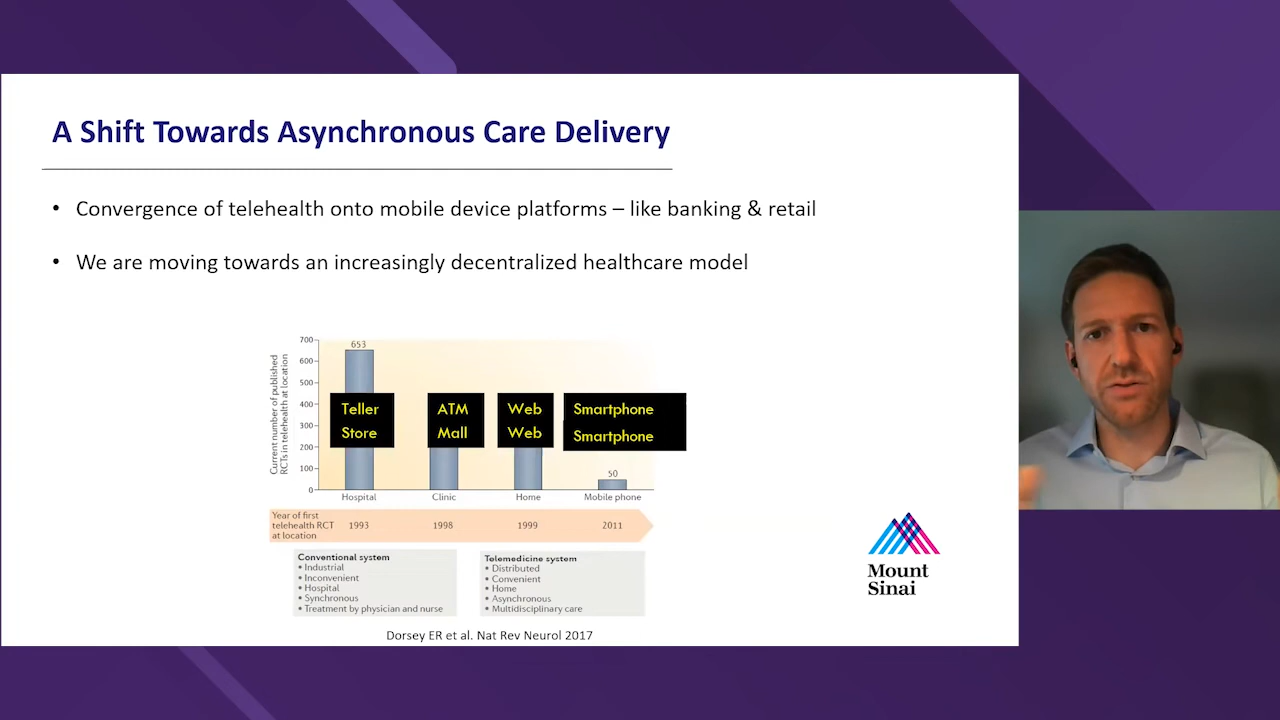 A Shift Towards Asynchronous Care Delivery
• Convergence of telehealth onto mobile device platforms – like banking & retail
• We are moving towards an increasingly decentralized healthcare model
Current number of published
RCTs in telehealth at location
700
600
500
400
300
200
100
0
653
50
Teller
Store
ATM
Mall
Web
Web
Smartphone
Smartphone
Hospital
Clinic
Home
Mobile phone
Year of first
telehealth RCT
at location
1993
1998
1999
2011
Conventional system
• Industrial
• Inconvenient
• Hospital
• Synchronous
• Treatment by physician and nurse
Telemedicine system
• Distributed
• Convenient
• Home
• Asynchronous
• Multidisciplinary care
Dorsey ER et al. Nat Rev Neurol 2017
Mount
Sinai